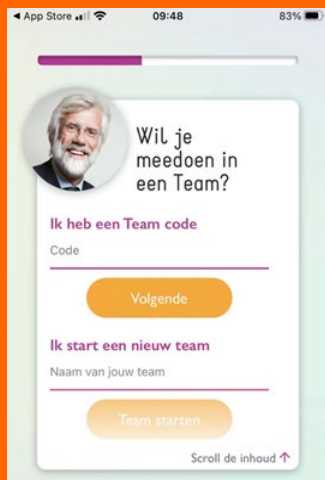 App Store
09:48
83%
Wil je
meedoen in
een Team?
Ik heb een Team code
Code
Volgende
Ik start een nieuw team
Naam van jouw team
Team starten
Scroll de inhoud ↑